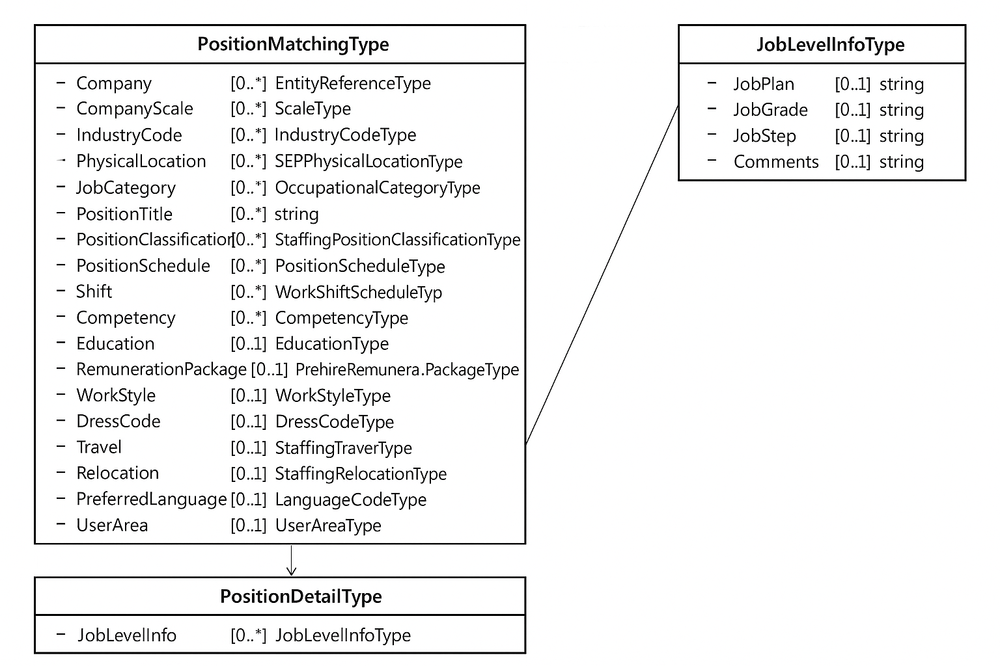 PositionMatchingType
– Company [0..*] EntityReferenceType
– CompanyScale [0..*] ScaleType
– IndustryCode [0..*] IndustryCodeType
– PhysicalLocation [0..*] SEPPhysicalLocationType
– JobCategory [0..*] OccupationalCategoryType
– PositionTitle [0..*] string
– PositionClassification [0..*] StaffingPositionClassificationType
– PositionSchedule [0..*] PositionScheduleType
– Shift [0..*] WorkShiftScheduleTyp
– Competency [0..*] CompetencyType
– Education [0..1] EducationType
– RemunerationPackage [0..1] PrehireRemunera.PackageType
– WorkStyle [0..1] WorkStyleType
– DressCode [0..1] DressCodeType
– Travel [0..1] StaffingTraverType
– Relocation [0..1] StaffingRelocationType
– PreferredLanguage [0..1] LanguageCodeType
– UserArea [0..1] UserAreaType
PositionDetailType
– JobLevelInfo [0..*] JobLevelInfoType
JobLevelInfoType
– JobPlan [0..1] string
– JobGrade [0..1] string
– JobStep [0..1] string
– Comments [0..1] string